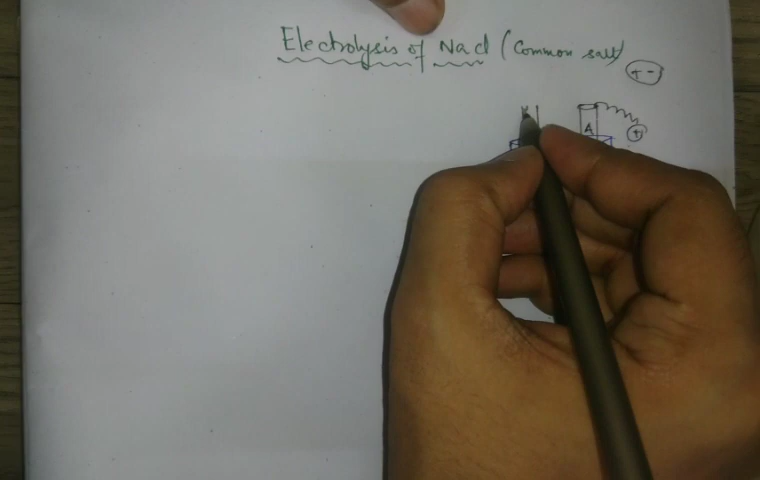 Electrolysis of Nacl (Common salt)
+ -
A
+